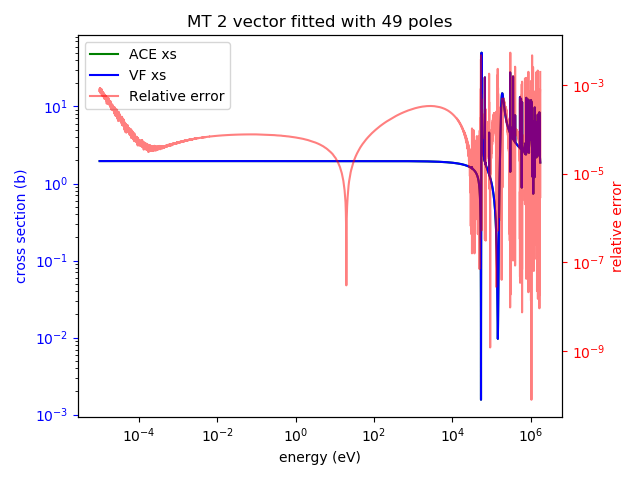 MT 2 vector fitted with 49 poles
ACE xs
VF xs
Relative error
cross section (b)
10¹
10⁰
10⁻¹
10⁻²
10⁻³
relative error
10⁻³
10⁻⁵
10⁻⁷
10⁻⁹
10⁻⁴ 10⁻² 10⁰ 10² 10⁴ 10⁶
energy (eV)